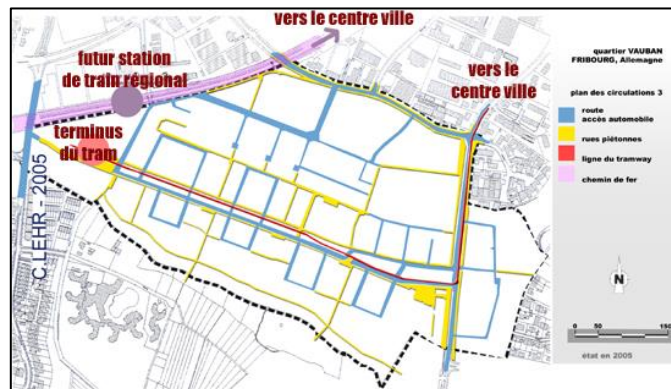 vers le centre ville
futur station
de train régional
vers le
centre ville
terminus
du tram
C.LEHR - 2005
quartier VAUBAN
FRIBOURG, Allemagne
plan des circulations 3
route
accès automobile
rues piétonnes
ligne du tramway
chemin de fer
N
0 50 150
état en 2005